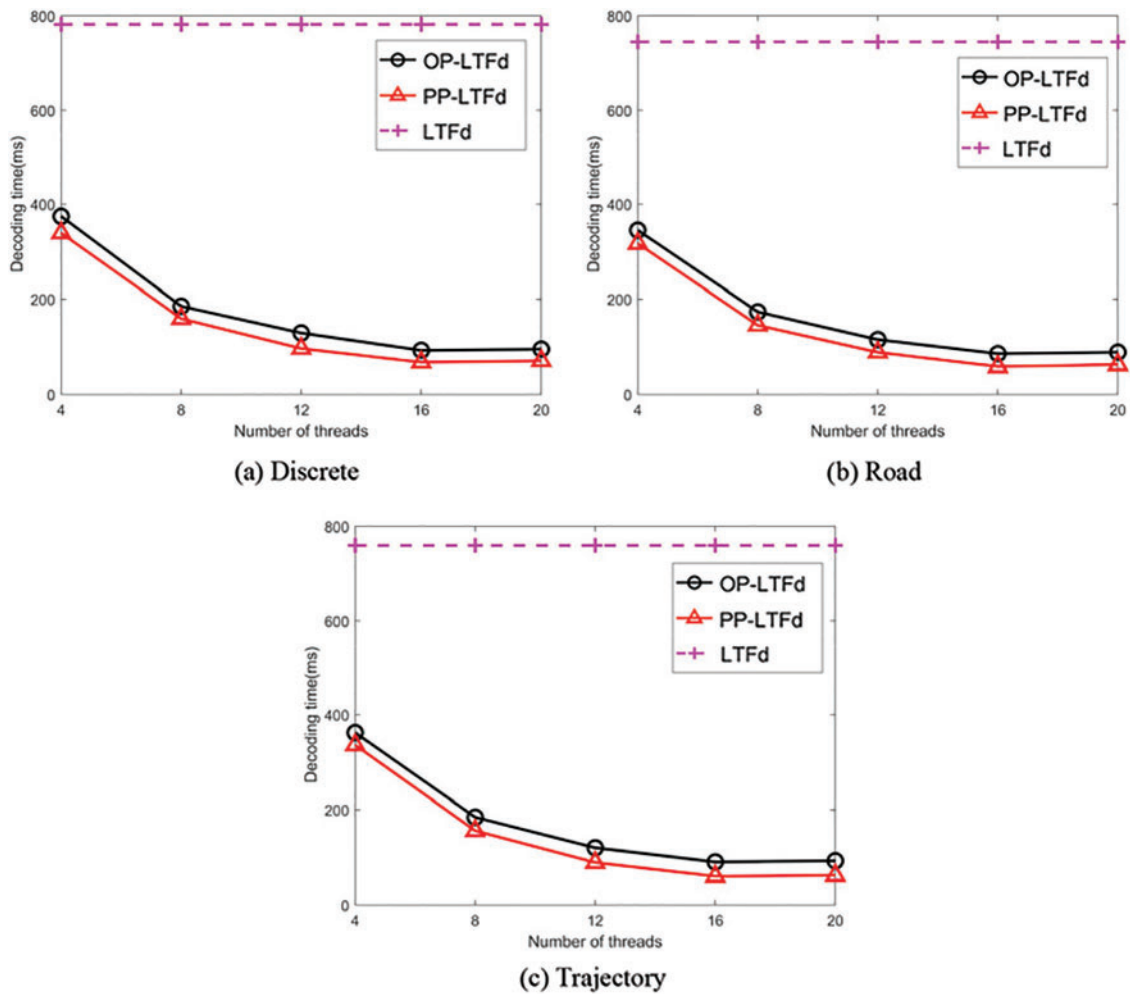 800
600
400
200
0
Decoding time(ms)
OP-LTFd
PP-LTFd
LTFd
4 8 12 16 20
Number of threads
(a) Discrete
800
600
400
200
0
Decoding time(ms)
OP-LTFd
PP-LTFd
LTFd
4 8 12 16 20
Number of threads
(b) Road
800
600
400
200
0
Decoding time(ms)
OP-LTFd
PP-LTFd
LTFd
4 8 12 16 20
Number of threads
(c) Trajectory